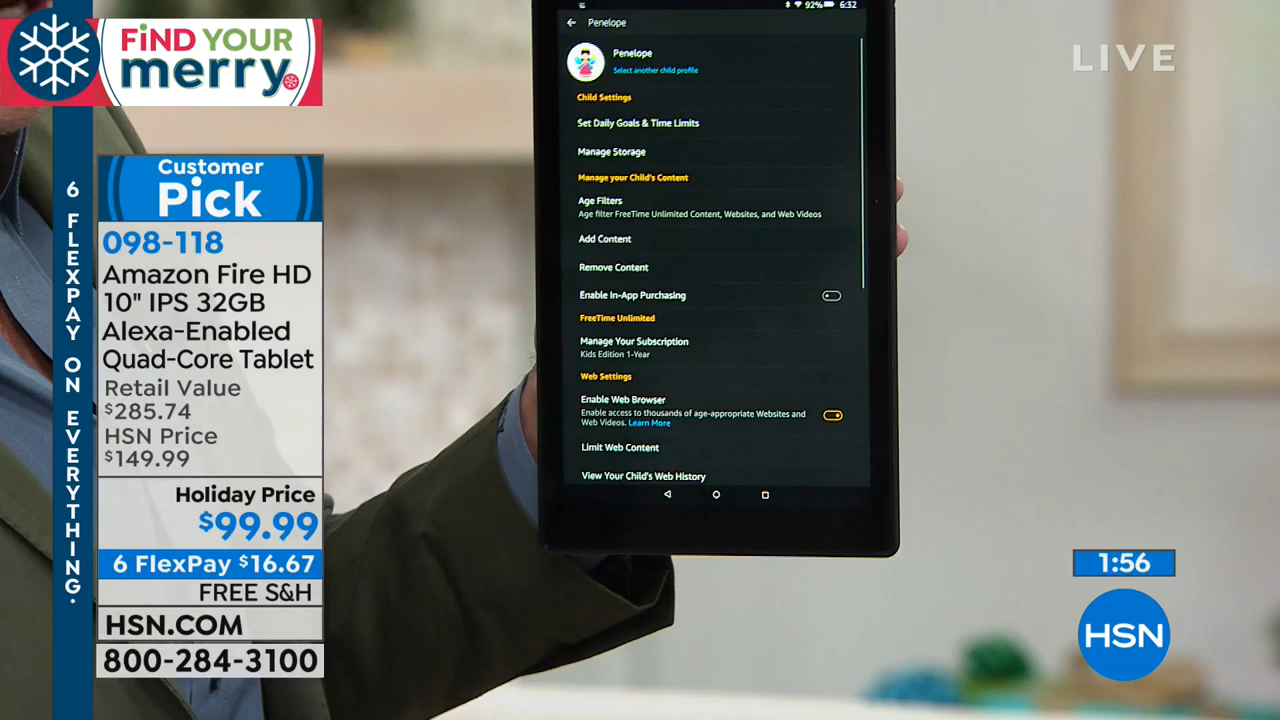 FiND YOUR
merry.
LIVE
6 FLEXPAY ON EVERYTHING.
Customer
Pick
098-118
Amazon Fire HD
10" IPS 32GB
Alexa-Enabled
Quad-Core Tablet
Retail Value
$285.74
HSN Price
$149.99
Holiday Price
$99.99
6 FlexPay $16.67
FREE S&H
HSN.COM
800-284-3100
92% 6:32
Penelope
Penelope
Select another child profile
Child Settings
Set Daily Goals & Time Limits
Manage Storage
Manage your Child's Content
Age Filters
Age filter FreeTime Unlimited Content, Websites, and Web Videos
Add Content
Remove Content
Enable In-App Purchasing
FreeTime Unlimited
Manage Your Subscription
Kids Edition 1-Year
Web Settings
Enable Web Browser
Enable access to thousands of age-appropriate Websites and
Web Videos. Learn More
Limit Web Content
View Your Child's Web History
1:56
HSN